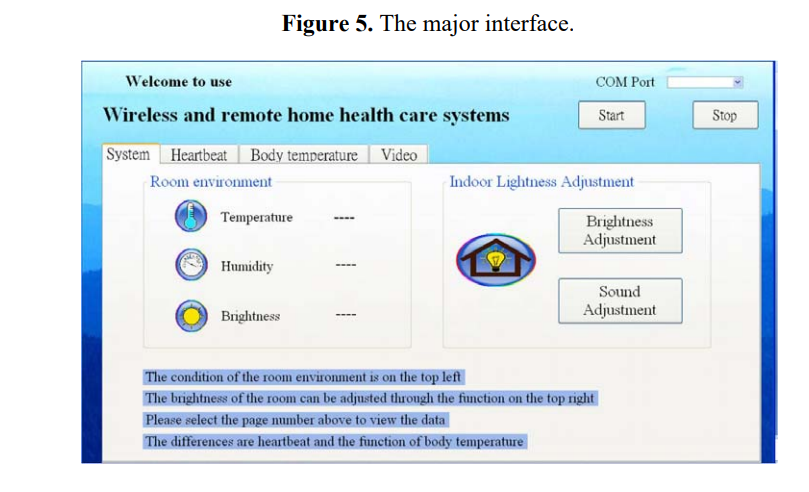 Figure 5. The major interface.
Welcome to use
COM Port
Wireless and remote home health care systems
Start
Stop
System
Heartbeat
Body temperature
Video
Room environment
Temperature ----
Humidity ----
Brightness ----
Indoor Lightness Adjustment
Brightness
Adjustment
Sound
Adjustment
The condition of the room environment is on the top left
The brightness of the room can be adjusted through the function on the top right
Please select the page number above to view the data
The differences are heartbeat and the function of body temperature